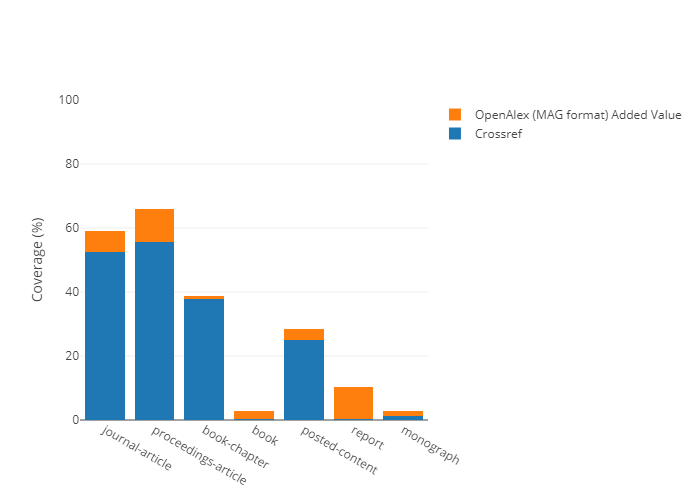 100
80
60
40
20
0
Coverage (%)
journal-article
proceedings-article
book-chapter
book
posted-content
report
monograph
OpenAlex (MAG format) Added Value
Crossref